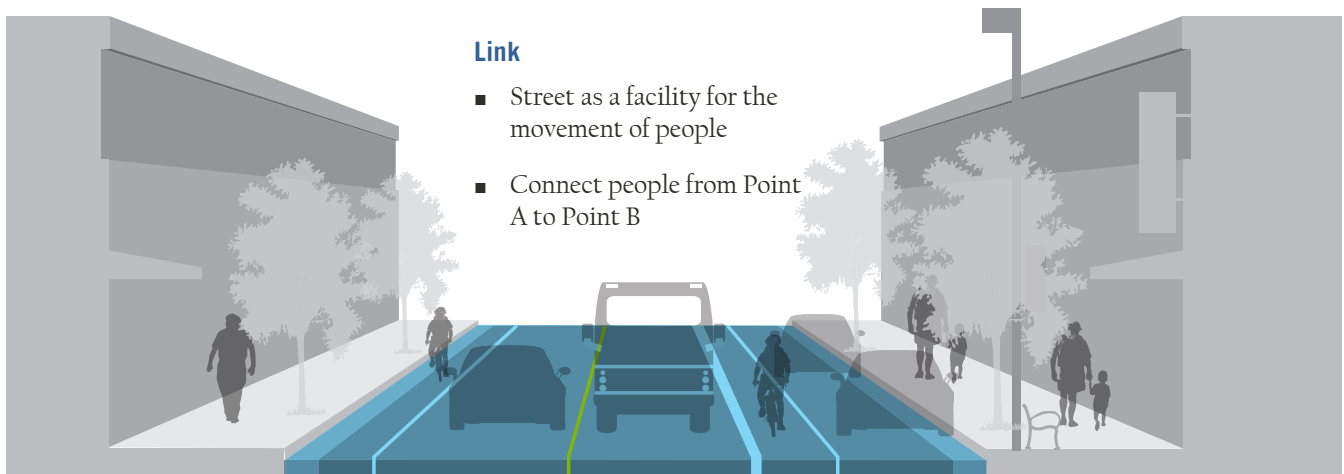 Link
■ Street as a facility for the
movement of people
■ Connect people from Point
A to Point B